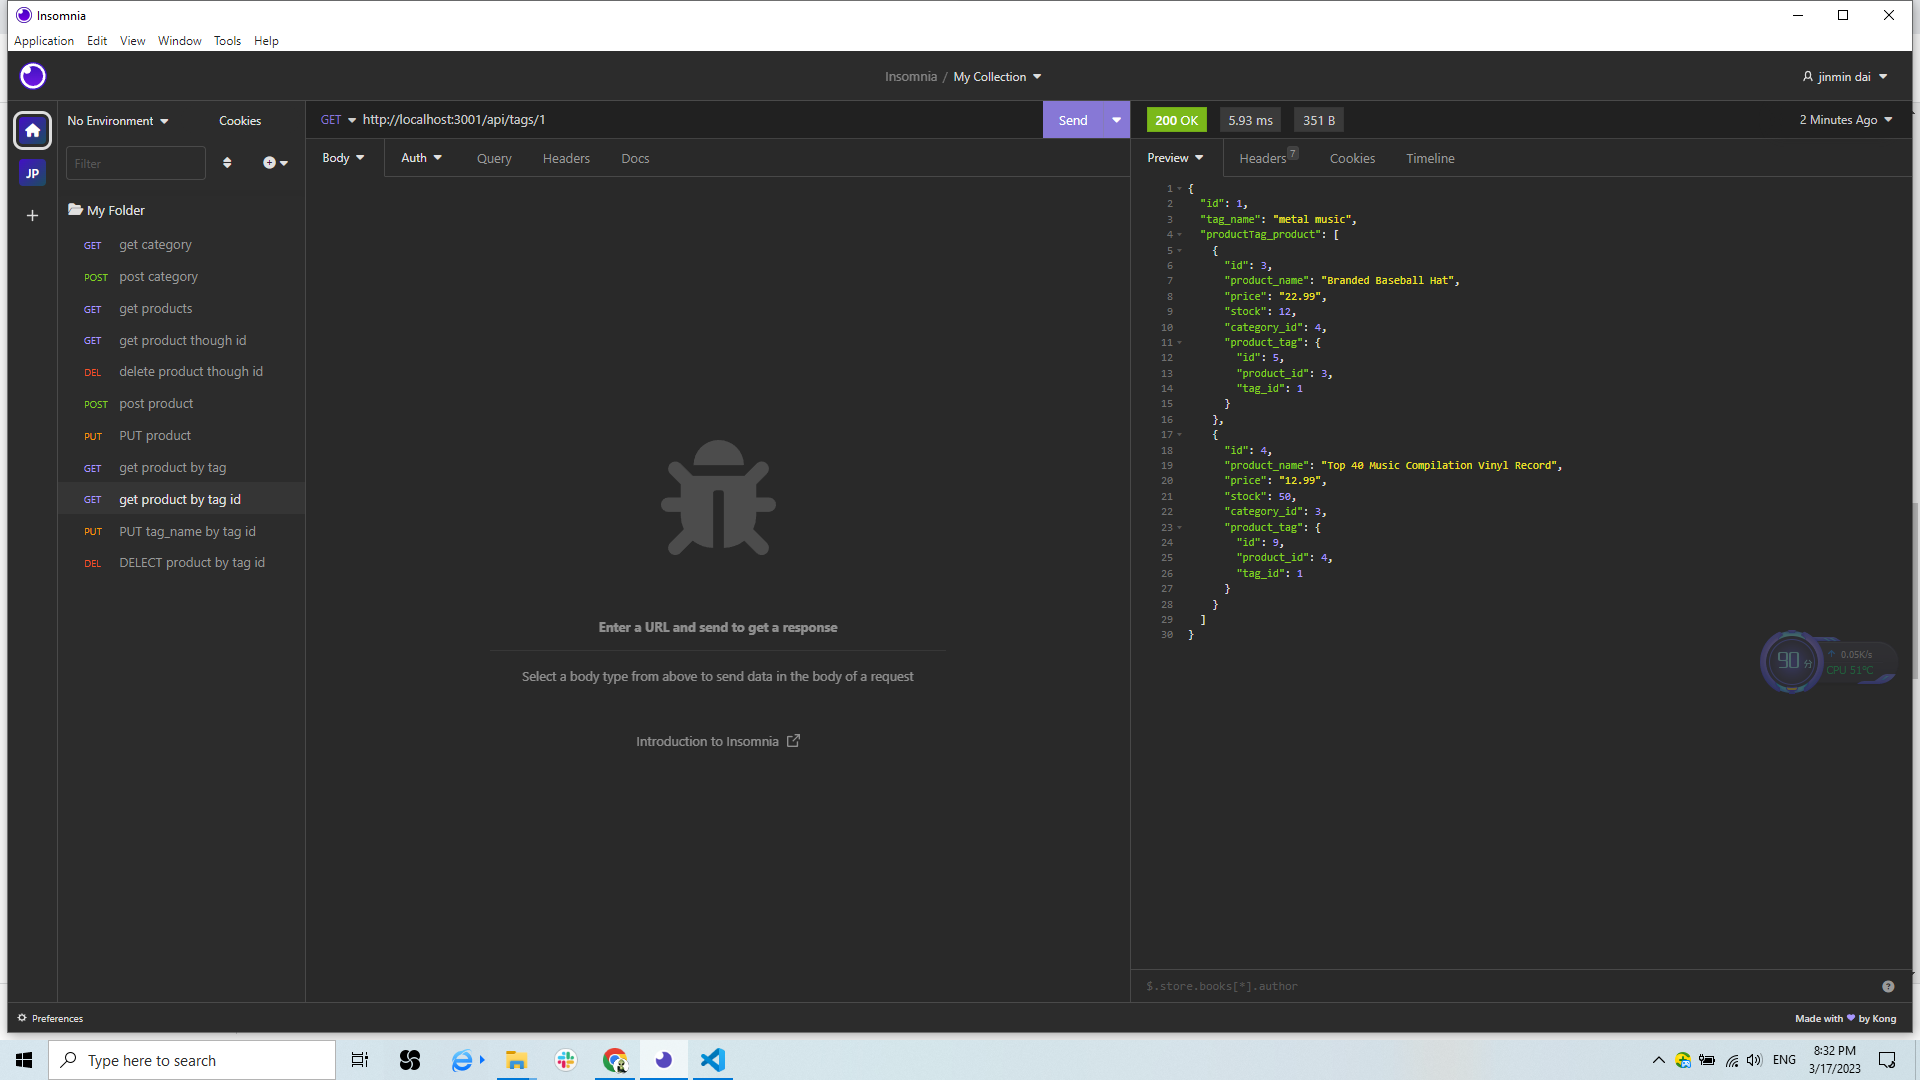 Insomnia
Application Edit View Window Tools Help
Insomnia / My Collection
jinmin dai
No Environment Cookies
GET http://localhost:3001/api/tags/1
Send
200 OK 5.93 ms 351 B
2 Minutes Ago
JP
Filter
Body Auth Query Headers Docs
Preview Headers 7 Cookies Timeline
My Folder
GET get category
POST post category
GET get products
GET get product though id
DEL delete product though id
POST post product
PUT PUT product
GET get product by tag
GET get product by tag id
PUT PUT tag_name by tag id
DEL DELECT product by tag id
Enter a URL and send to get a response
Select a body type from above to send data in the body of a request
Introduction to Insomnia
1 {
2 "id": 1,
3 "tag_name": "metal music",
4 "productTag_product": [
5 {
6 "id": 3,
7 "product_name": "Branded Baseball Hat",
8 "price": "22.99",
9 "stock": 12,
10 "category_id": 4,
11 "product_tag": {
12 "id": 5,
13 "product_id": 3,
14 "tag_id": 1
15 }
16 },
17 {
18 "id": 4,
19 "product_name": "Top 40 Music Compilation Vinyl Record",
20 "price": "12.99",
21 "stock": 50,
22 "category_id": 3,
23 "product_tag": {
24 "id": 9,
25 "product_id": 4,
26 "tag_id": 1
27 }
28 }
29 ]
30 }
90分
0.05K/s
CPU 51°C
$.store.books[*].author
Preferences
Made with by Kong
Type here to search
ENG
8:32 PM
3/17/2023